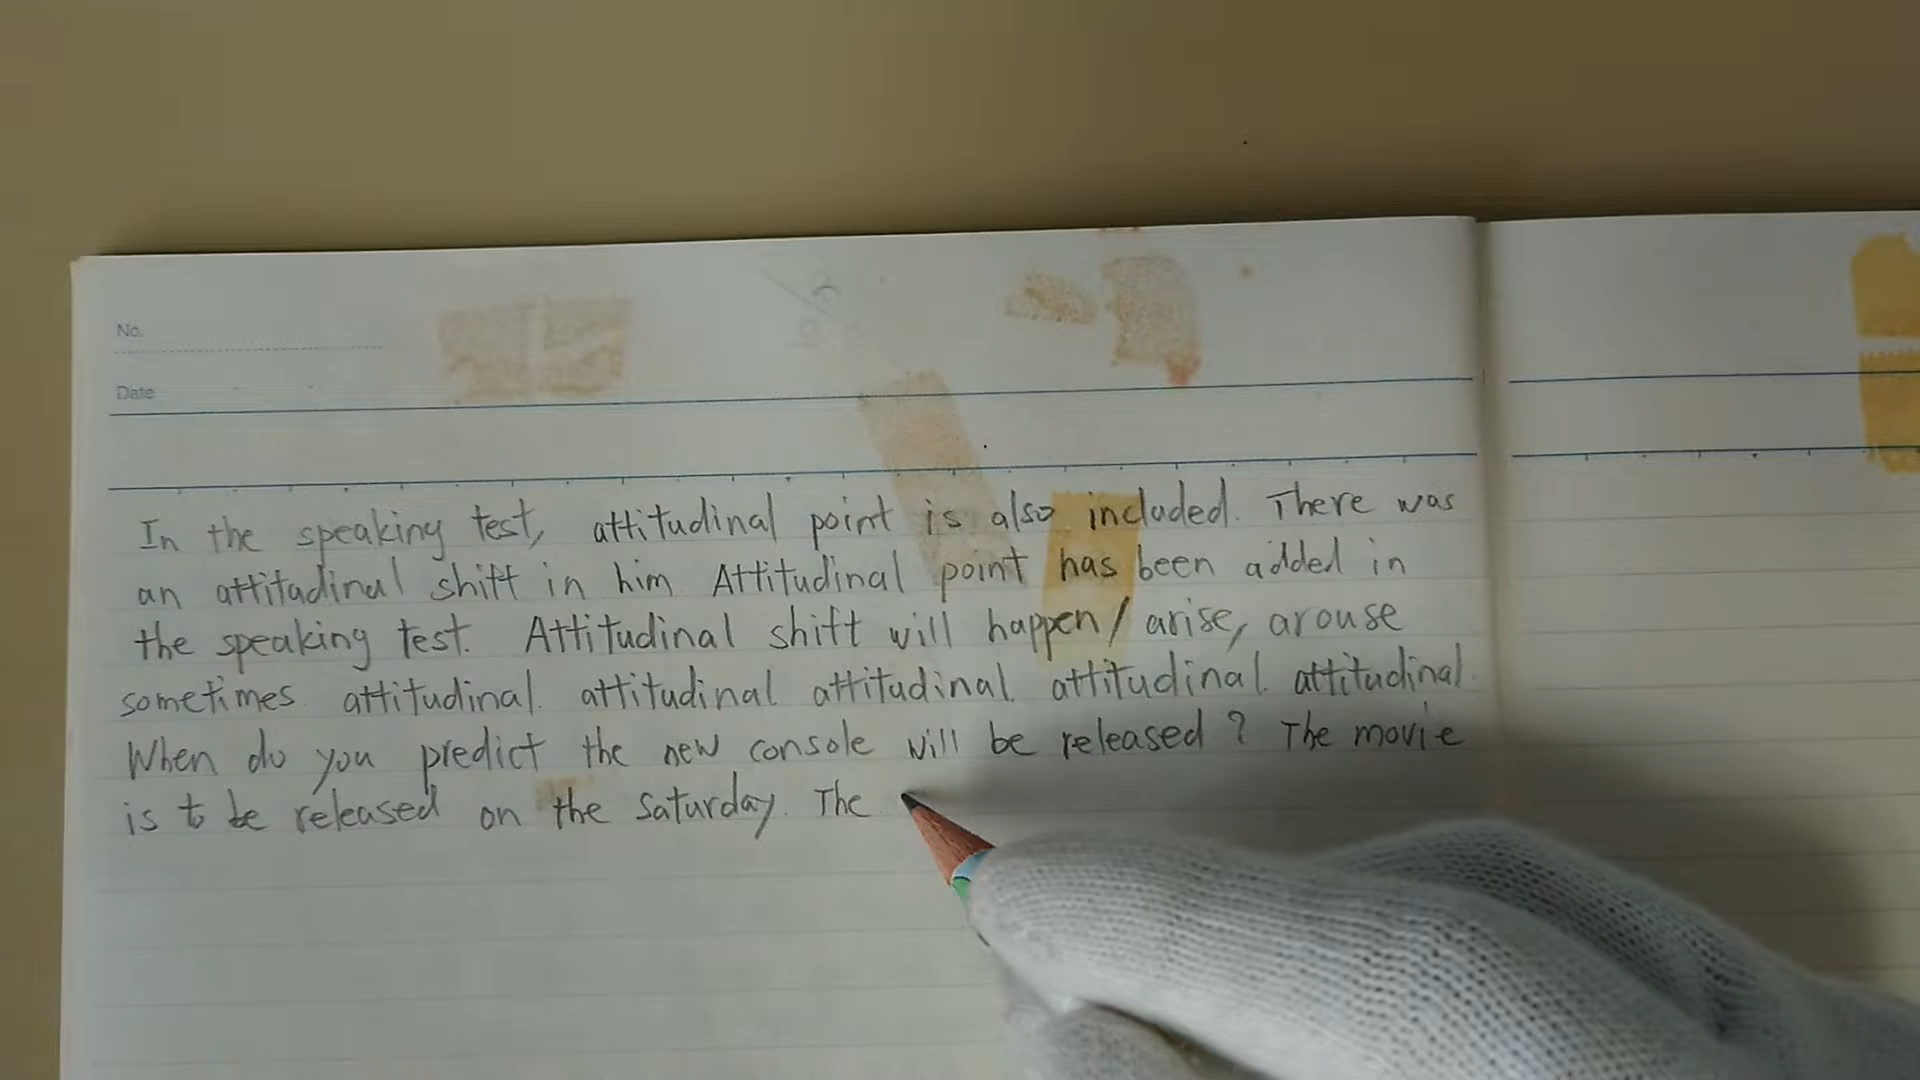 No.
Date
In the speaking test, attitudinal point is also included. There was
an attitadinal shift in him Attitudinal point has been added in
the speaking test. Attitudinal shift will happen / arise, arouse
sometimes attitudinal. attitudinal attitudinal. attitudinal. attitudinal.
When do you predict the new console will be released? The movie
is to be released on the Saturday. The